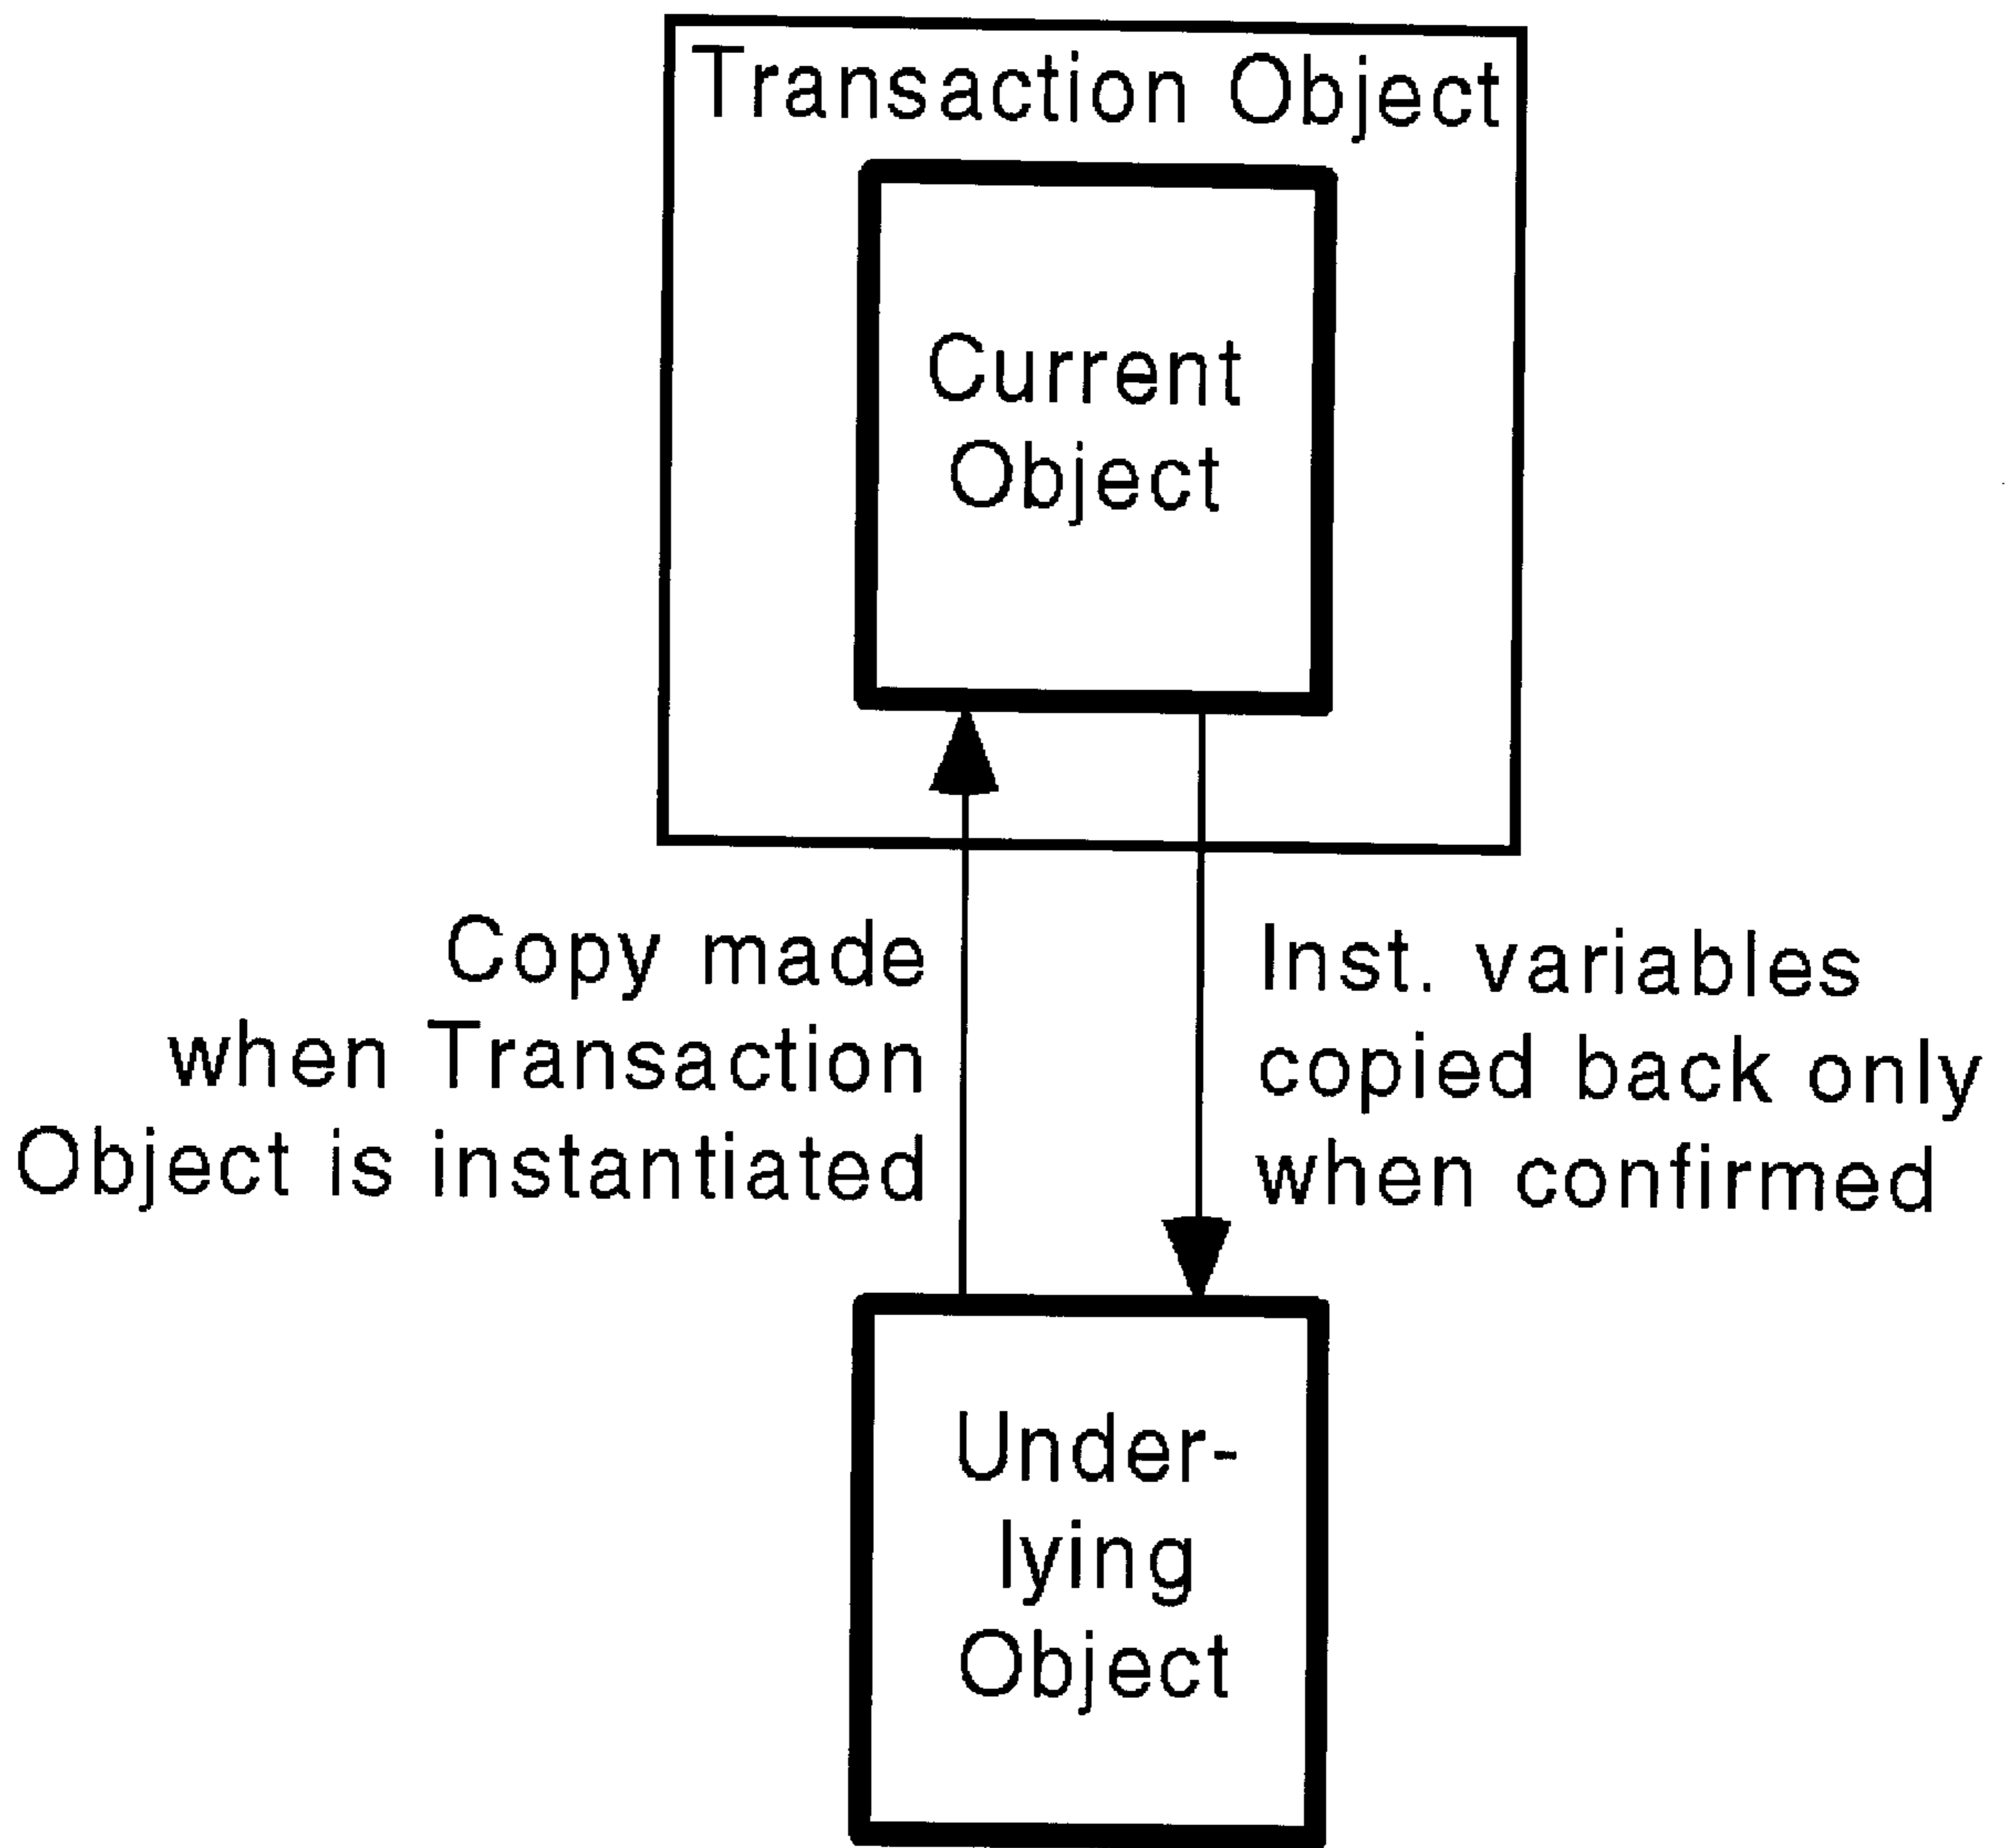 Transaction Object
Current
Object
Copy made
when Transaction
Object is instantiated
Inst. variables
copied back only
when confirmed
Under-
lying
Object